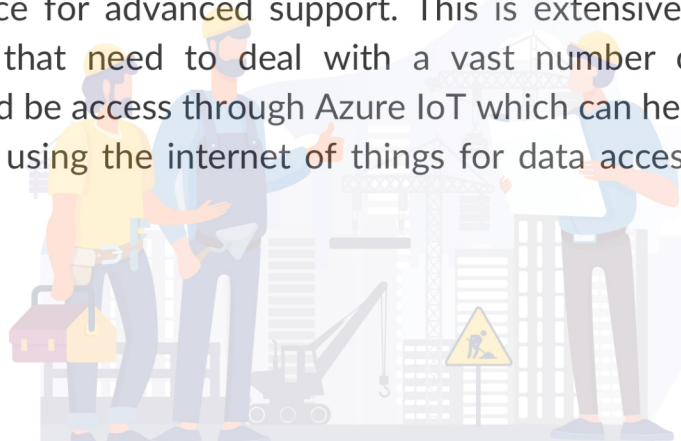 ce for advanced support. This is extensive
that need to deal with a vast number
d be access through Azure IoT which can he
using the internet of things for data acces